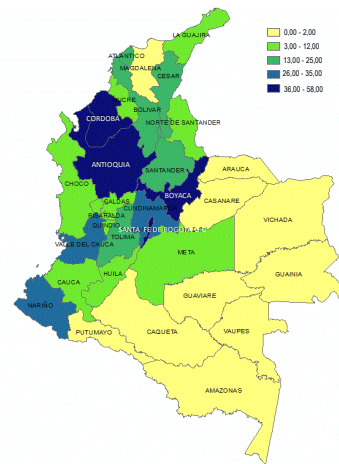 LA GUAJIRA
0,00 - 2,00
3,00 - 12,00
13,00 - 25,00
26,00 - 35,00
36,00 - 58,00
ATLANTICO
MAGDALENA
CESAR
SUCRE
BOLIVAR
CORDOBA
NORTE DE SANTANDER
ANTIOQUIA
SANTANDER
ARAUCA
CHOCO
BOYACA
CASANARE
CALDAS
CUNDINAMARCA
RISARALDA
VICHADA
QUINDIO
SANTA FE DE BOGOTA D.C
TOLIMA
VALLE DEL CAUCA
META
HUILA
GUAINIA
CAUCA
GUAVIARE
NARIÑO
PUTUMAYO
CAQUETA
VAUPES
AMAZONAS